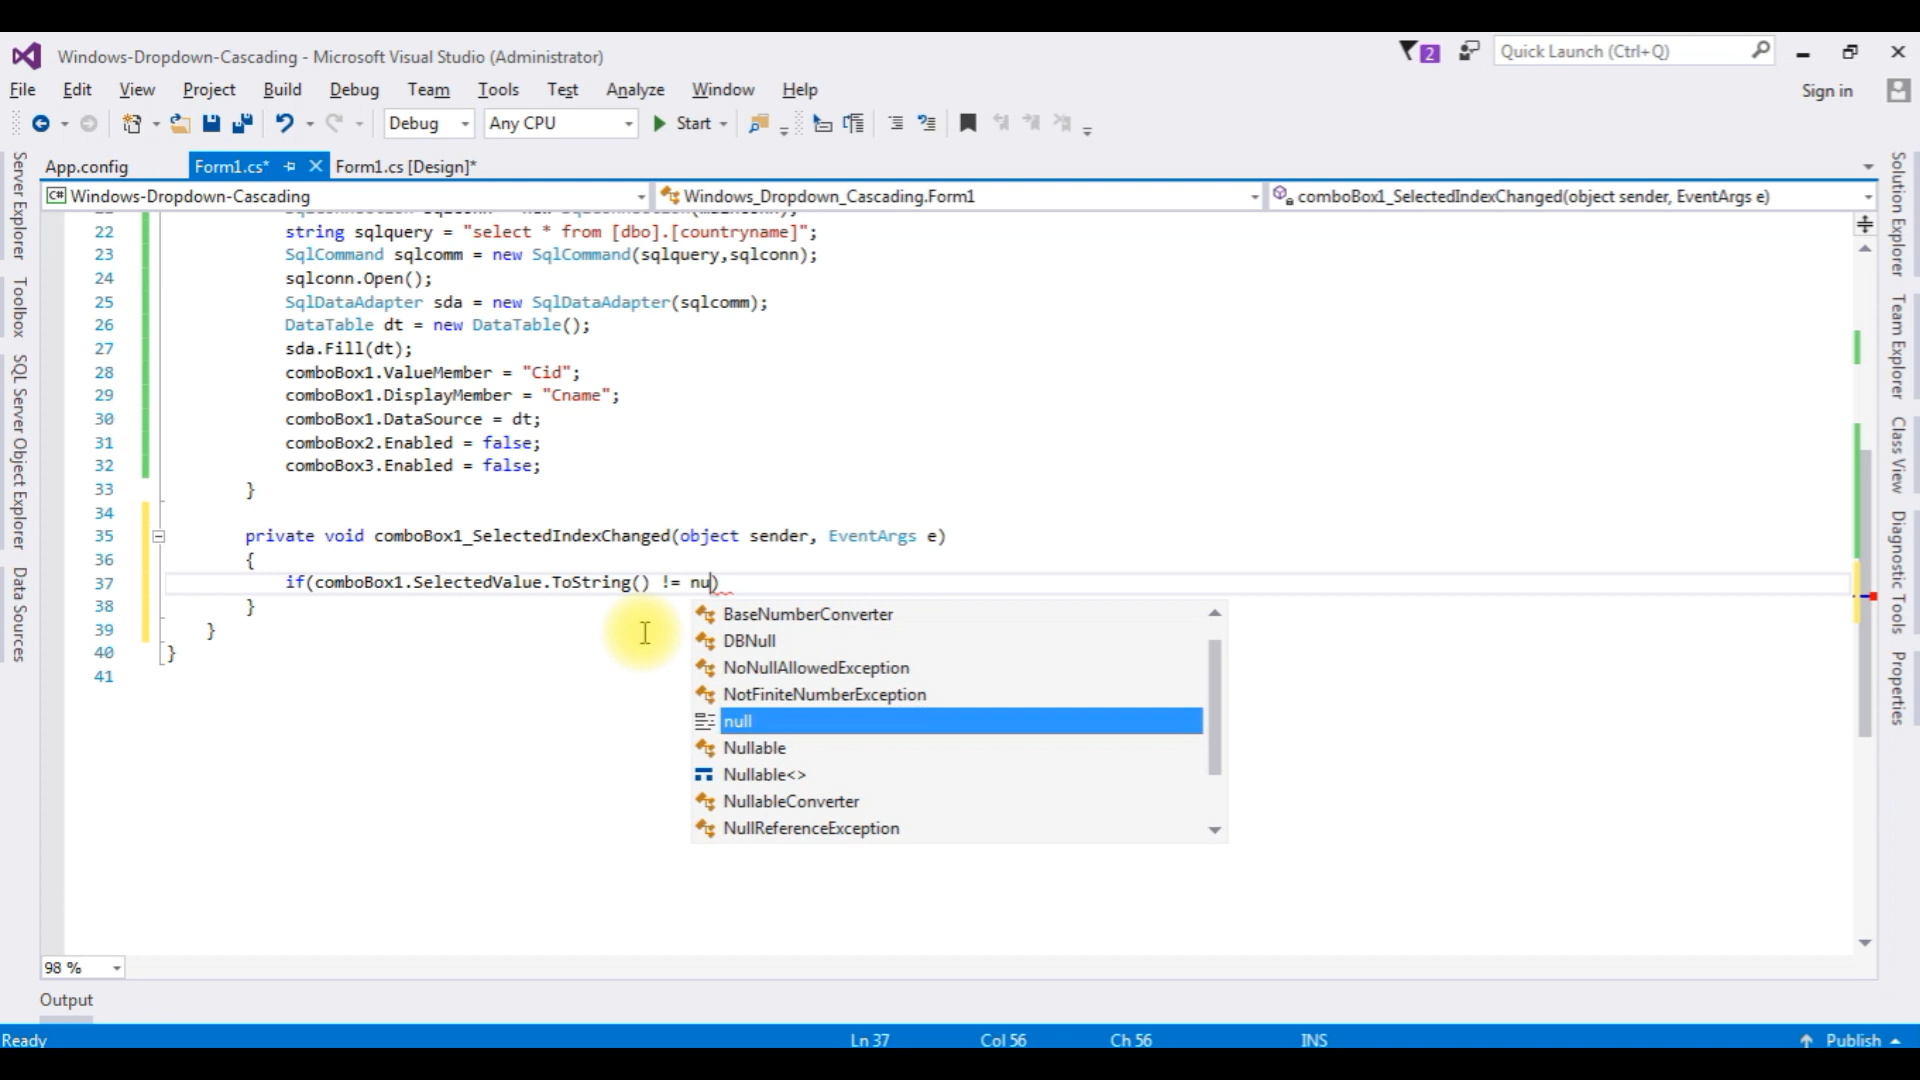 Windows-Dropdown-Cascading - Microsoft Visual Studio (Administrator)
2
Quick Launch (Ctrl+Q)
File Edit View Project Build Debug Team Tools Test Analyze Window Help
Sign in
Debug Any CPU Start
App.config Form1.cs* Form1.cs [Design]*
C# Windows-Dropdown-Cascading Windows_Dropdown_Cascading.Form1 comboBox1_SelectedIndexChanged(object sender, EventArgs e)
22 string sqlquery = "select * from [dbo].[countryname]";
23 SqlCommand sqlcomm = new SqlCommand(sqlquery,sqlconn);
24 sqlconn.Open();
25 SqlDataAdapter sda = new SqlDataAdapter(sqlcomm);
26 DataTable dt = new DataTable();
27 sda.Fill(dt);
28 comboBox1.ValueMember = "Cid";
29 comboBox1.DisplayMember = "Cname";
30 comboBox1.DataSource = dt;
31 comboBox2.Enabled = false;
32 comboBox3.Enabled = false;
33 }
34
35 private void comboBox1_SelectedIndexChanged(object sender, EventArgs e)
36 {
37 if(comboBox1.SelectedValue.ToString() != nu)
38 }
39 }
40 }
41
BaseNumberConverter
DBNull
NoNullAllowedException
NotFiniteNumberException
null
Nullable
Nullable<>
NullableConverter
NullReferenceException
Server Explorer
Toolbox
SQL Server Object Explorer
Data Sources
Solution Explorer
Team Explorer
Class View
Diagnostic Tools
Properties
98 %
Output
Ready Ln 37 Col 56 Ch 56 INS Publish